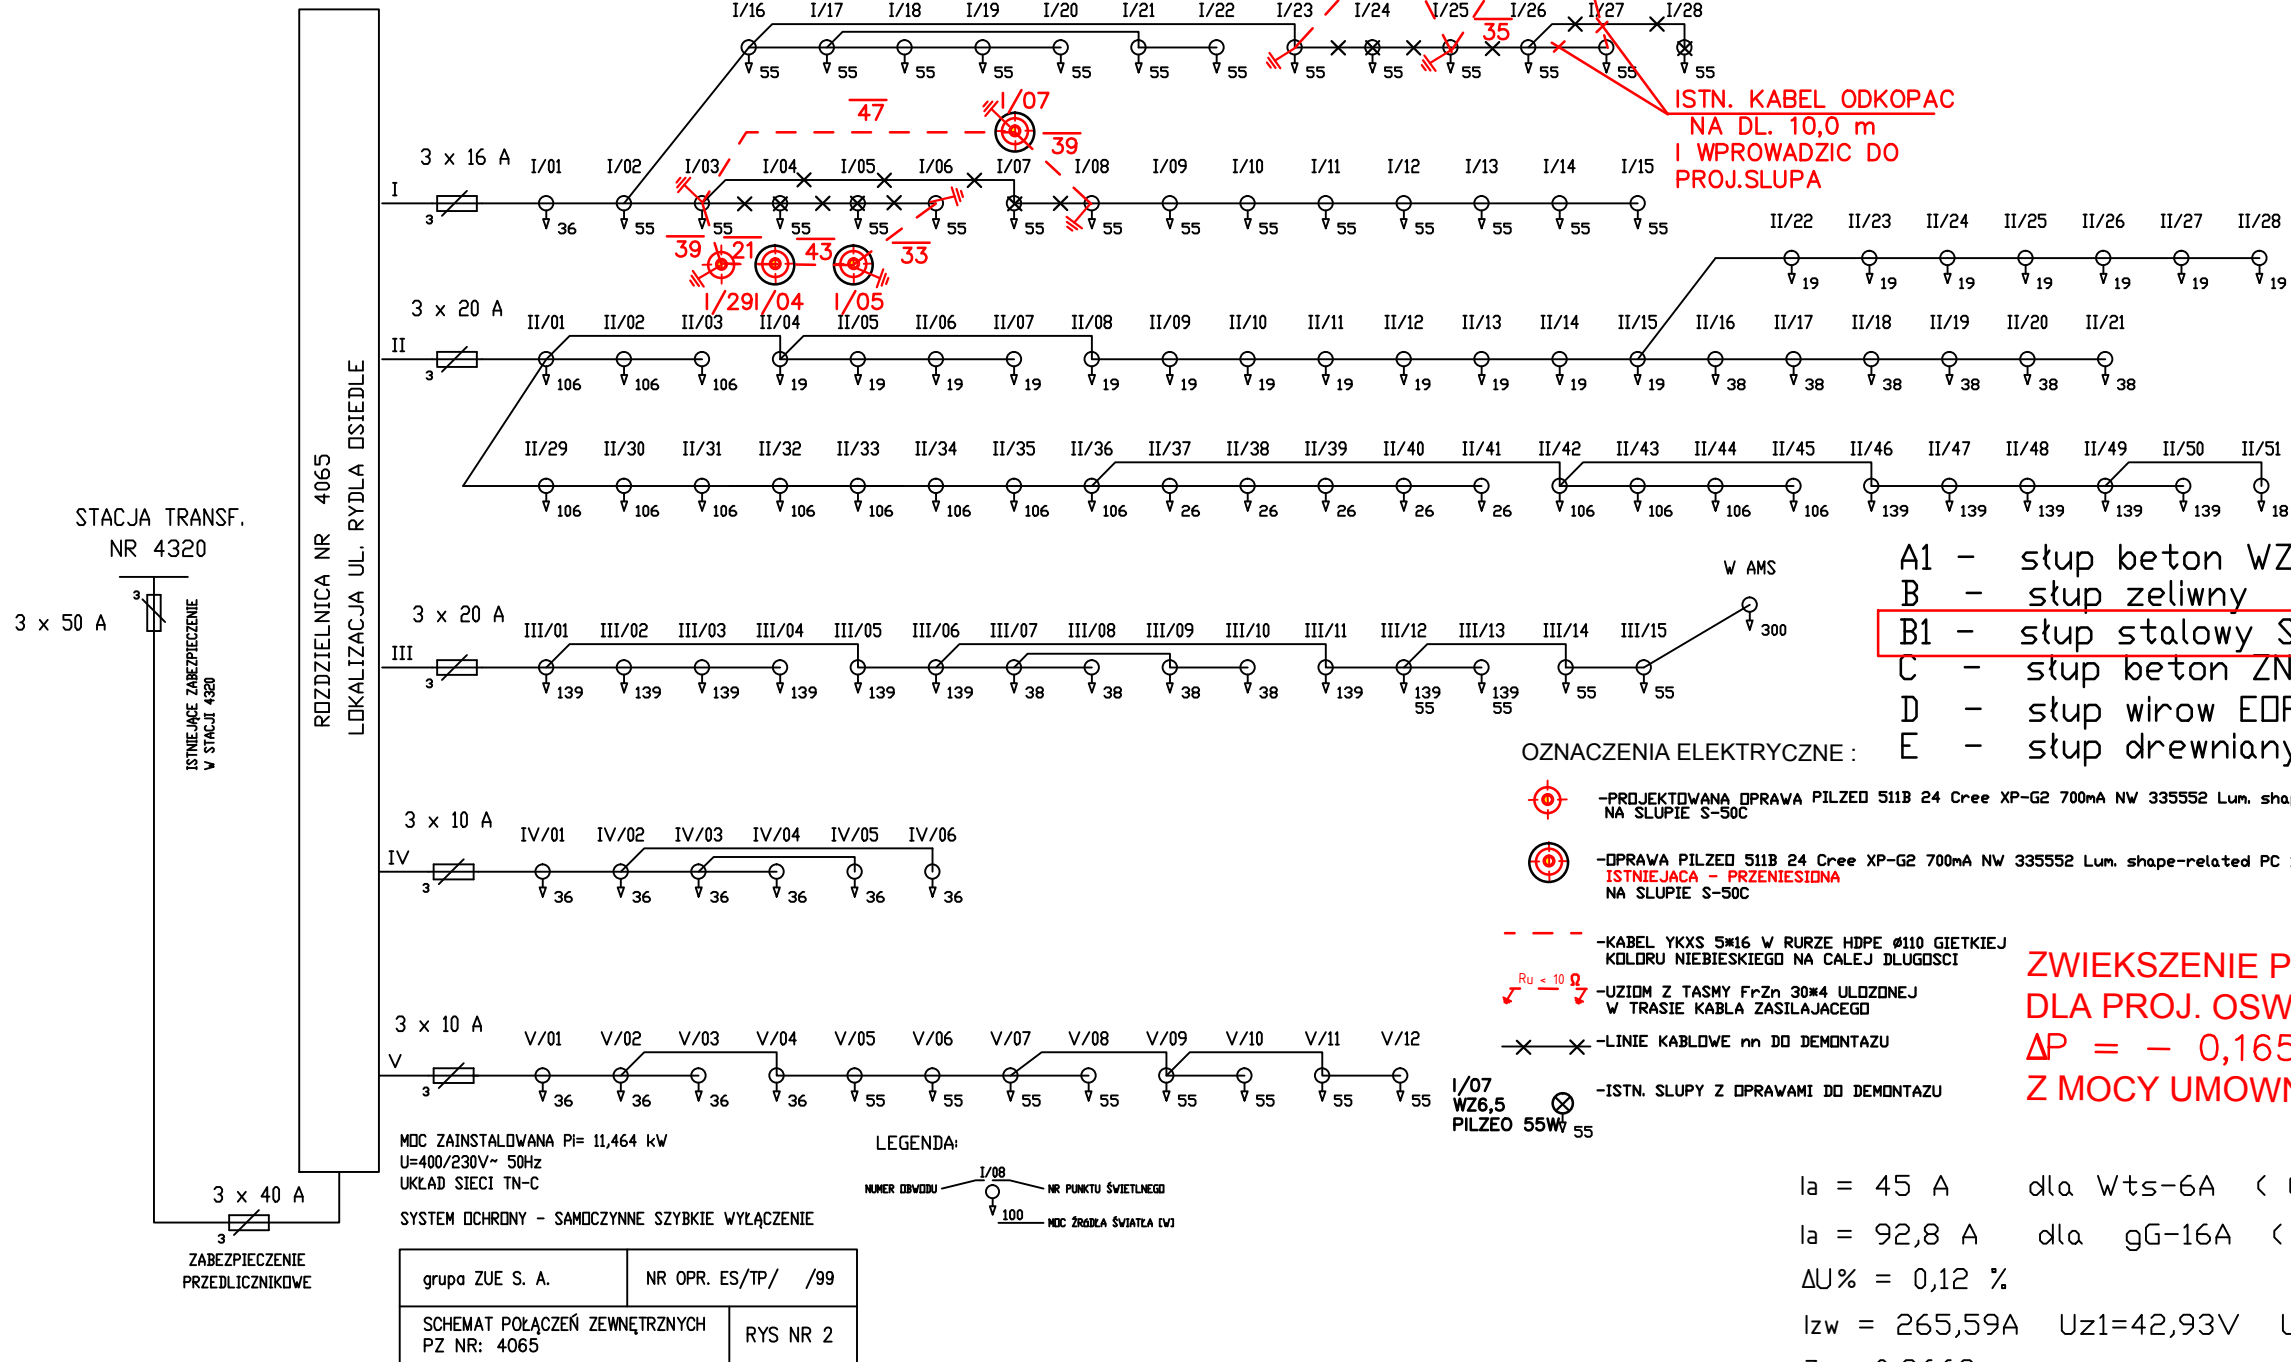 I/16 I/17 I/18 I/19 I/20 I/21 I/22 I/23 I/24 I/25 I/26 I/27 I/28
35
55 55 55 55 55 55 55 55 55 55 55 55 55
ISTN. KABEL ODKOPAC
NA DL. 10,0 m
I WPROWADZIC DO
PROJ.SLUPA
47
I/07
39
3 x 16 A
I
3
I/01 I/02 I/03 I/04 I/05 I/06 I/07 I/08 I/09 I/10 I/11 I/12 I/13 I/14 I/15
36 55 55 55 55 55 55 55 55 55 55 55 55 55 55
39 21 43 33
I/29 I/04 I/05
II/22 II/23 II/24 II/25 II/26 II/27 II/28
19 19 19 19 19 19 19
3 x 20 A
II
3
II/01 II/02 II/03 II/04 II/05 II/06 II/07 II/08 II/09 II/10 II/11 II/12 II/13 II/14 II/15 II/16 II/17 II/18 II/19 II/20 II/21
106 106 106 19 19 19 19 19 19 19 19 19 19 19 19 38 38 38 38 38 38
II/29 II/30 II/31 II/32 II/33 II/34 II/35 II/36 II/37 II/38 II/39 II/40 II/41 II/42 II/43 II/44 II/45 II/46 II/47 II/48 II/49 II/50 II/51
106 106 106 106 106 106 106 106 26 26 26 26 26 106 106 106 106 139 139 139 139 139 18
ROZDZIELNICA NR 4065
LOKALIZACJA UL. RYDLA OSIEDLE
STACJA TRANSF.
NR 4320
3 x 50 A
3
ISTNIEJĄCE ZABEZPIECZENIE
W STACJI 4320
3 x 20 A
III
3
III/01 III/02 III/03 III/04 III/05 III/06 III/07 III/08 III/09 III/10 III/11 III/12 III/13 III/14 III/15
W AMS
300
139 139 139 139 139 139 38 38 38 38 139 139 139 55 55
55 55
A1 - słup beton WZ
B - słup zeliwny
B1 - słup stalowy S
C - słup beton ZN
D - słup wirow EOP
E - słup drewniany
OZNACZENIA ELEKTRYCZNE :
-PROJEKTOWANA OPRAWA PILZEO 511B 24 Cree XP-G2 700mA NW 335552 Lum. sha
NA SLUPIE S-50C
-OPRAWA PILZEO 511B 24 Cree XP-G2 700mA NW 335552 Lum. shape-related PC
ISTNIEJACA - PRZENIESIONA
NA SLUPIE S-50C
-KABEL YKXS 5*16 W RURZE HDPE Ø110 GIETKIEJ
KOLORU NIEBIESKIEGO NA CALEJ DLUGOSCI
Ru < 10 Ω
-UZIOM Z TASMY FrZn 30*4 ULOZONEJ
W TRASIE KABLA ZASILAJACEGO
-LINIE KABLOWE nn DO DEMONTAZU
I/07
WZ6,5
PILZEO 55W
55
-ISTN. SLUPY Z OPRAWAMI DO DEMONTAZU
ZWIEKSZENIE P
DLA PROJ. OSW
ΔP = - 0,165
Z MOCY UMOWN
3 x 10 A
IV
3
IV/01 IV/02 IV/03 IV/04 IV/05 IV/06
36 36 36 36 36 36
3 x 10 A
V
3
V/01 V/02 V/03 V/04 V/05 V/06 V/07 V/08 V/09 V/10 V/11 V/12
36 36 36 36 55 55 55 55 55 55 55 55
MOC ZAINSTALOWANA Pi= 11,464 kW
U=400/230V~ 50Hz
UKŁAD SIECI TN-C
SYSTEM OCHRONY - SAMOCZYNNE SZYBKIE WYŁĄCZENIE
LEGENDA:
I/08
NUMER OBWODU
NR PUNKTU ŚWIETLNEGO
100
MOC ŹRÓDŁA ŚWIATŁA [W]
3 x 40 A
3
ZABEZPIECZENIE
PRZEDLICZNIKOWE
grupa ZUE S. A.
NR OPR. ES/TP/ /99
SCHEMAT POŁĄCZEŃ ZEWNĘTRZNYCH
PZ NR: 4065
RYS NR 2
Ia = 45 A dla Wts-6A (
Ia = 92,8 A dla gG-16A (
ΔU% = 0,12 %
Izw = 265,59A Uz1=42,93V U